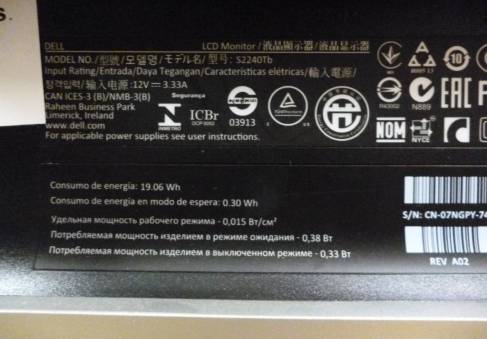 s.
DELL
LCD Monitor / 液晶顯示器 / 液晶显示器
MODEL NO./型號/모델명/モデル名/型号: S2240Tb
Input Rating/Entrada/Daya Tegangan/Características elétricas/輸入電源/
정격입력/输入电源:12V⎓3.33A
CAN ICES-3 (B)/NMB-3(B)
Raheen Business Park
Limerick, Ireland
www.dell.com
For applicable power supplies see user instructions.
Segurança
INMETRO
ICBr
OCP 0002
03913
10
N889
EAC
NOM
NYCE
Consumo de energia: 19.06 Wh
Consumo de energía en modo de espera: 0.30 Wh
Удельная мощность рабочего режима - 0,015 Вт/см²
Потребляемая мощность изделием в режиме ожидания - 0,38 Вт
Потребляемая мощность изделием в выключенном режиме - 0,33 Вт
S/N: CN-07NGPY-74
REV A02